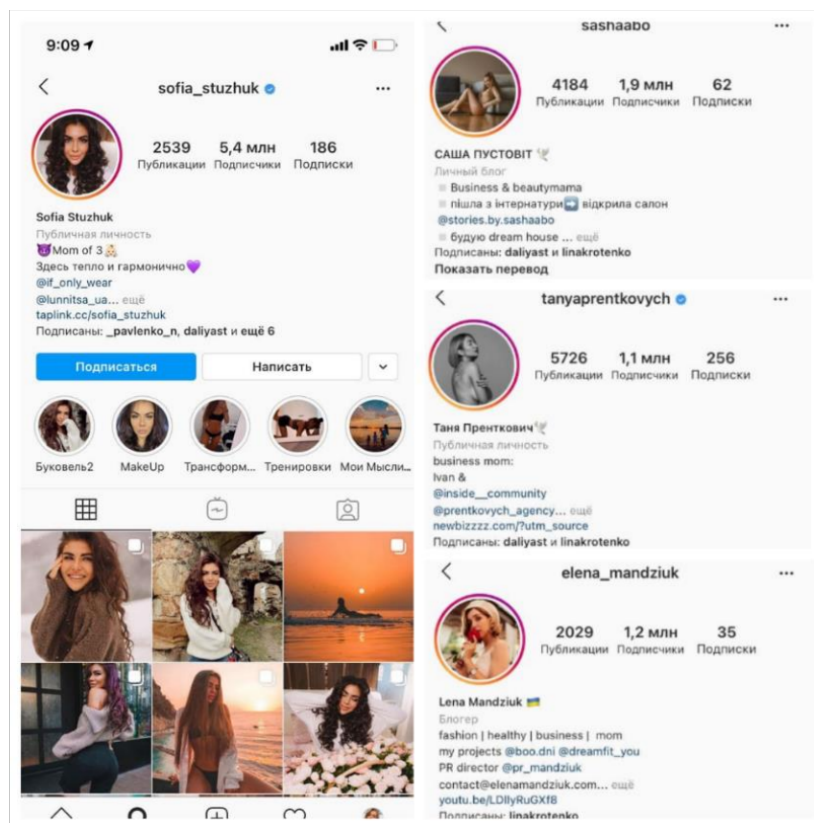 9:09
sofia_stuzhuk
2539 5,4 млн 186
Публикации Подписчики Подписки
Sofia Stuzhuk
Публичная личность
😈Mom of 3👶🏻
Здесь тепло и гармонично💜
@if_only_wear
@lunnitsa_ua... ещё
taplink.cc/sofia_stuzhuk
Подписаны: _pavlenko_n, daliyast и ещё 6
Подписаться Написать
Буковель2 MakeUp Трансформ... Тренировки Мои Мысли...
sashaabo
4184 1,9 млн 62
Публикации Подписчики Подписки
САША ПУСТОВІТ 🕊
Личный блог
▫️ Business & beautymama
▫️ пішла з інтернатури➡️ відкрила салон
@stories.by.sashaabo
▫️ будую dream house ... ещё
Подписаны: daliyast и linakrotenko
Показать перевод
tanyaprentkovych
5726 1,1 млн 256
Публикации Подписчики Подписки
Таня Пренткович🕊
Публичная личность
business mom:
Ivan &
@inside__community
@prentkovych_agency... ещё
newbizzzz.com/?utm_source
Подписаны: daliyast и linakrotenko
elena_mandziuk
2029 1,2 млн 35
Публикации Подписчики Подписки
Lena Mandziuk 🇺🇦
Блогер
fashion | healthy | business | mom
my projects @boo.dni @dreamfit_you
PR director @pr_mandziuk
contact@elenamandziuk.com... ещё
youtu.be/LDllyRuGXf8
Подписаны: linakrotenko